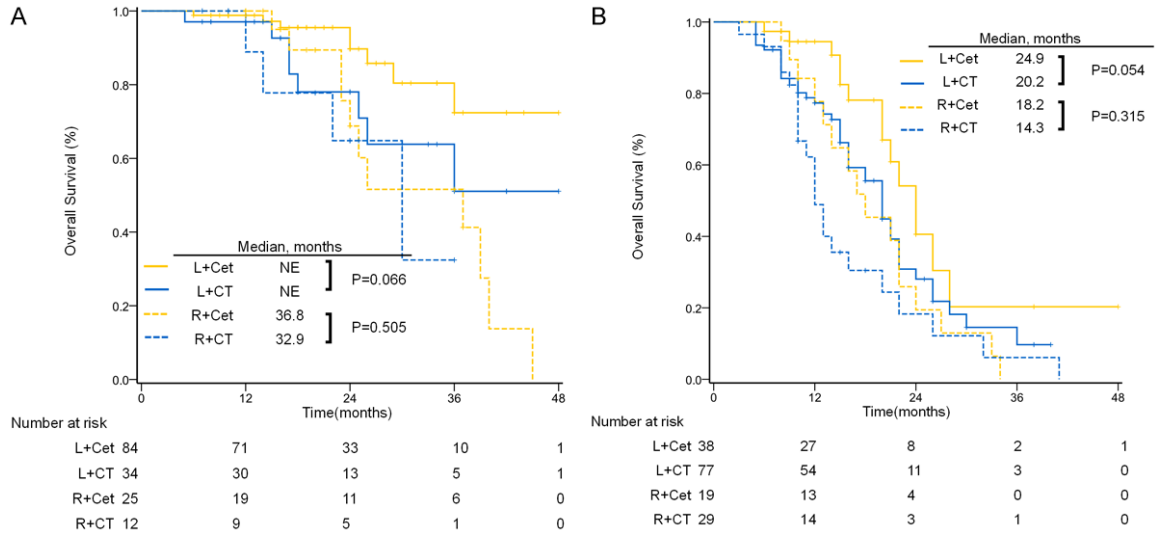 A
Overall Survival (%)
1.0
0.8
0.6
0.4
0.2
0.0
Median, months
L+Cet NE
L+CT NE
P=0.066
R+Cet 36.8
R+CT 32.9
P=0.505
0 12 24 36 48
Time(months)
Number at risk
L+Cet 84 71 33 10 1
L+CT 34 30 13 5 1
R+Cet 25 19 11 6 0
R+CT 12 9 5 1 0
B
Overall Survival (%)
1.0
0.8
0.6
0.4
0.2
0.0
Median, months
L+Cet 24.9
L+CT 20.2
P=0.054
R+Cet 18.2
R+CT 14.3
P=0.315
0 12 24 36 48
Time(months)
Number at risk
L+Cet 38 27 8 2 1
L+CT 77 54 11 3 0
R+Cet 19 13 4 0 0
R+CT 29 14 3 1 0